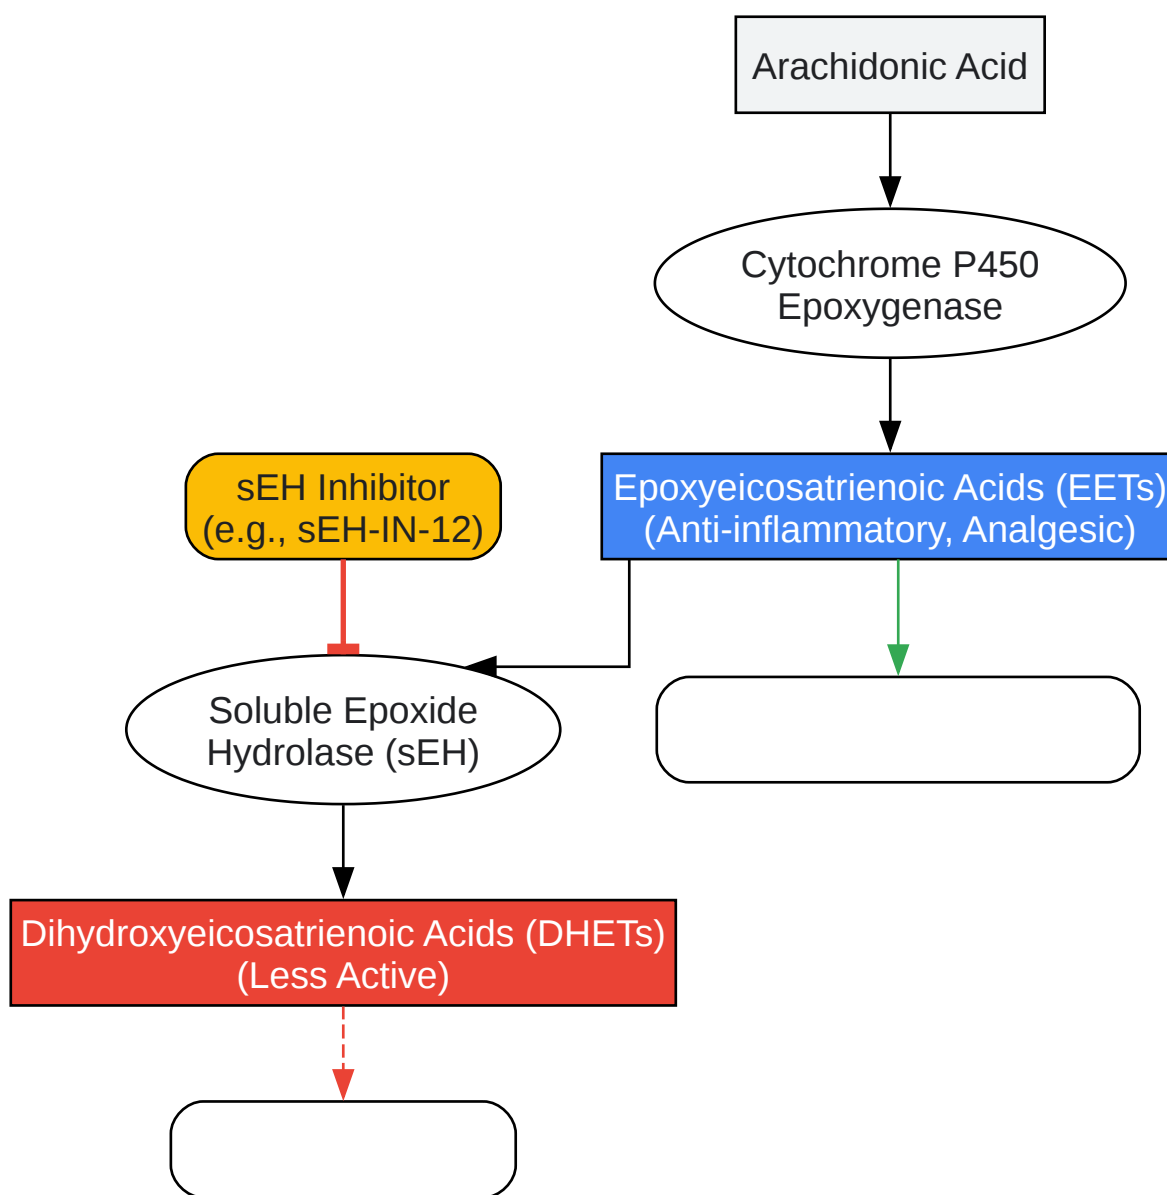 Arachidonic Acid
Cytochrome P450
Epoxygenase
sEH Inhibitor
(e.g., sEH-IN-12)
Epoxyeicosatrienoic Acids (EETs)
(Anti-inflammatory, Analgesic)
Soluble Epoxide
Hydrolase (sEH)
Dihydroxyeicosatrienoic Acids (DHETs)
(Less Active)